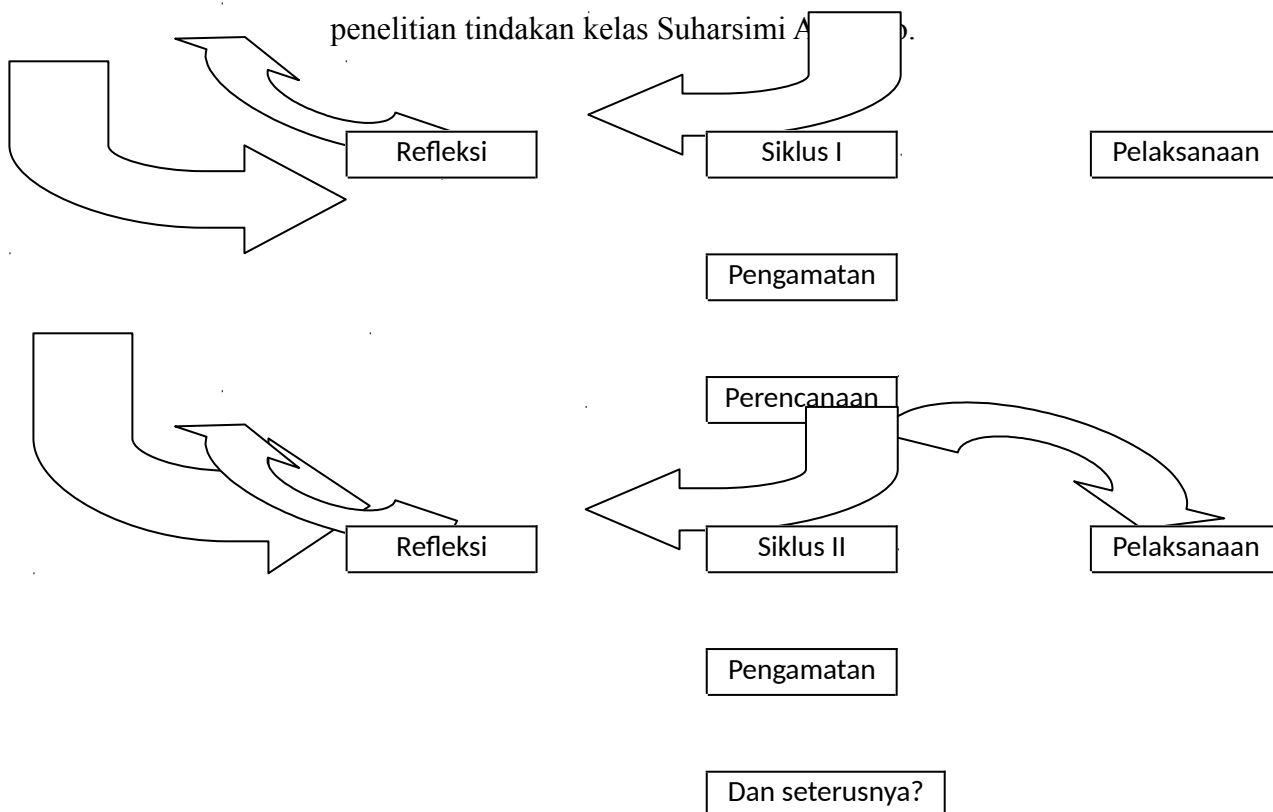 penelitian tindakan kelas Suharsimi
Refleksi
Siklus I
Pelaksanaan
Pengamatan
Perencanaan
Refleksi
Siklus II
Pelaksanaan
Pengamatan
Dan seterusnya?